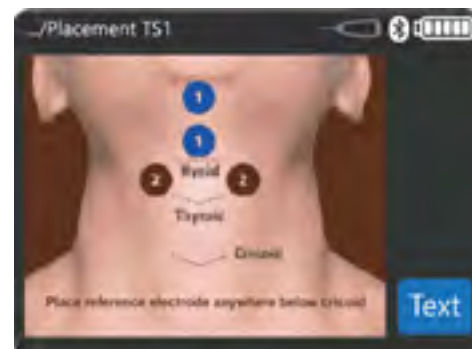 ../Placement TS1
1
1
Hyoid
2 2
Thyroid
Cricoid
Place reference electrode anywhere below cricoid
Text